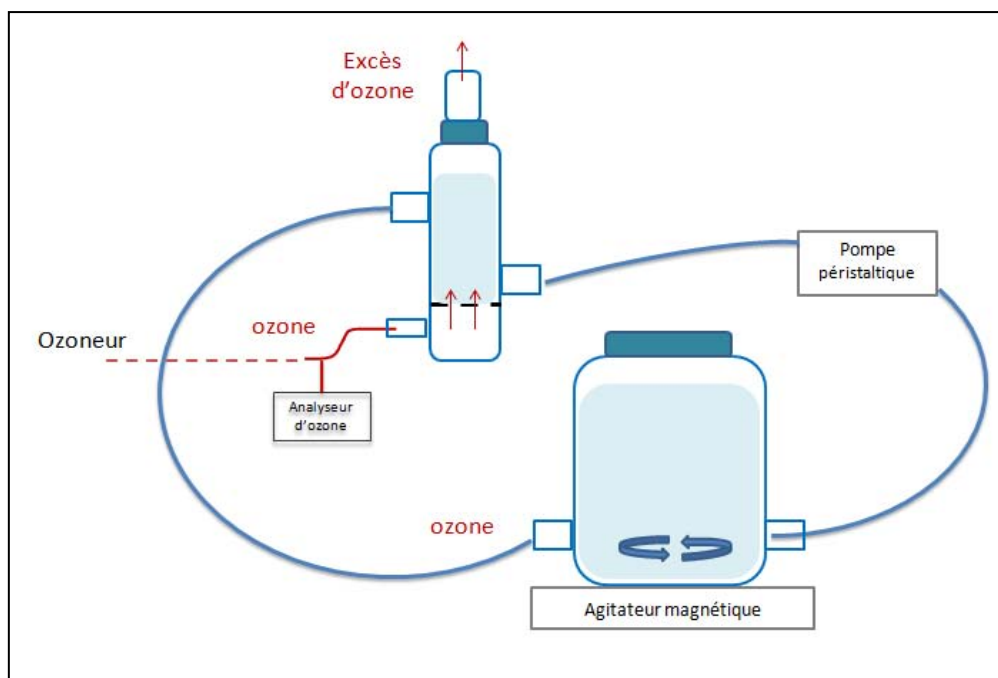 Excès
d'ozone
Pompe
péristaltique
ozone
Ozoneur
Analyseur
d'ozone
ozone
Agitateur magnétique